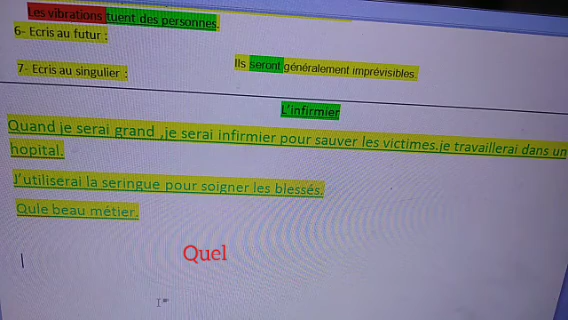 Les vibrations tuent des personnes.
6- Ecris au futur :
Ils seront généralement imprévisibles.
7- Ecris au singulier :
L'infirmier
Quand je serai grand ,je serai infirmier pour sauver les victimes.je travaillerai dans un
hopital.
J'utiliserai la seringue pour soigner les blessés.
Qule beau métier.
Quel